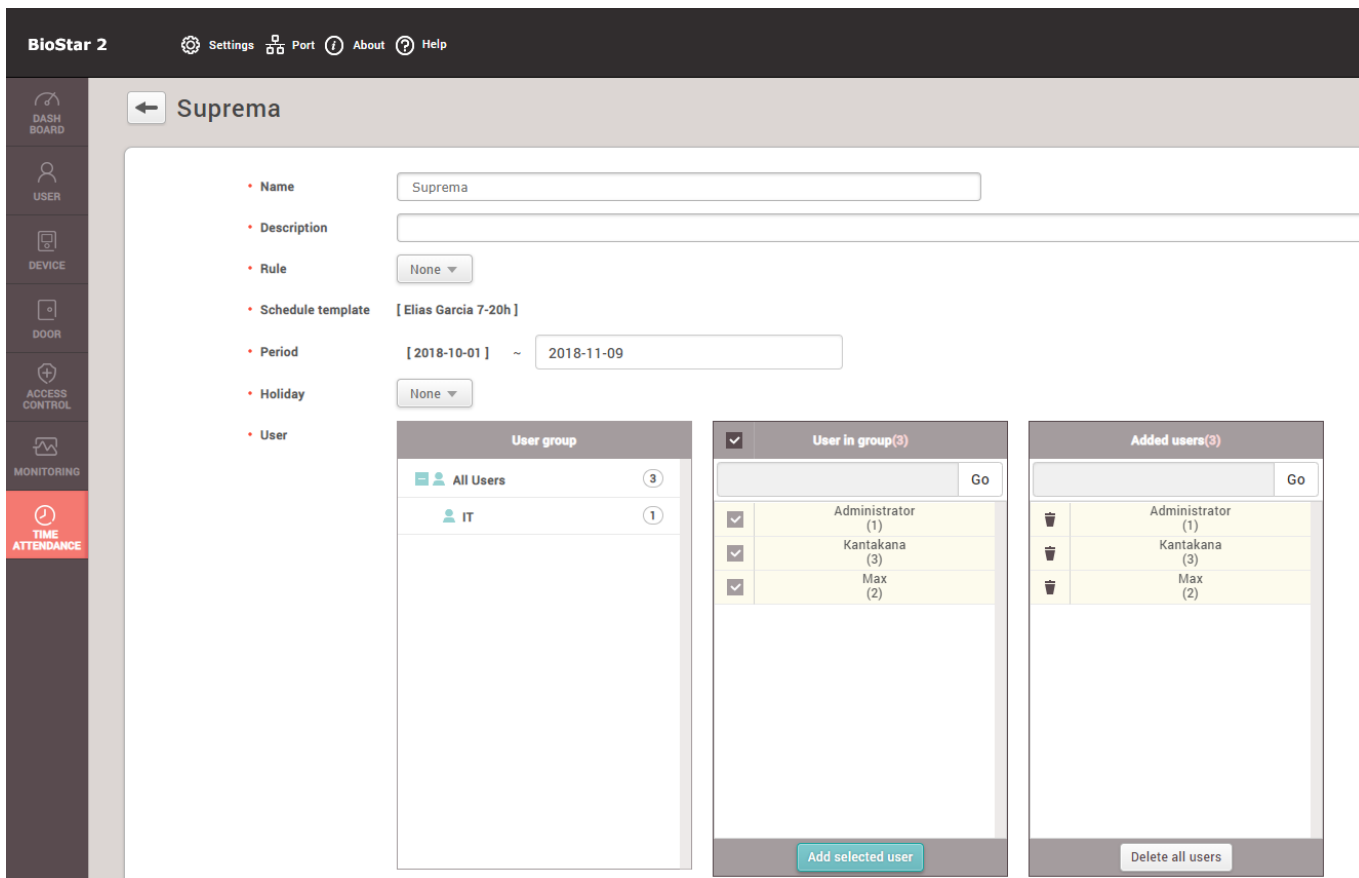 BioStar 2 Settings Port About Help
DASH
BOARD
USER
DEVICE
DOOR
ACCESS
CONTROL
MONITORING
TIME
ATTENDANCE
Suprema
Name Suprema
Description
Rule None
Schedule template [ Elias Garcia 7-20h ]
Period [ 2018-10-01 ] ~ 2018-11-09
Holiday None
User
User group
All Users 3
IT 1
User in group(3)
Go
Administrator
(1)
Kantakana
(3)
Max
(2)
Add selected user
Added users(3)
Go
Administrator
(1)
Kantakana
(3)
Max
(2)
Delete all users